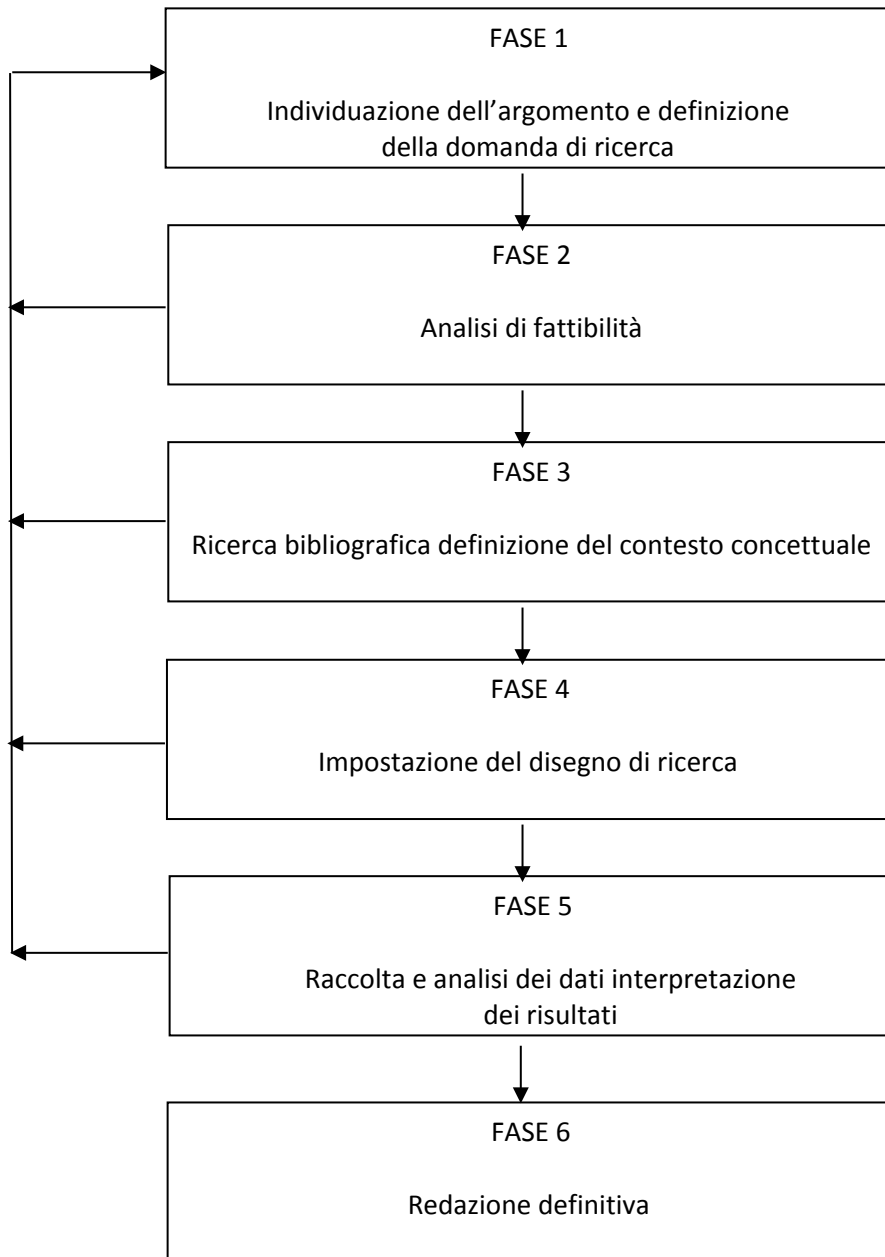 FASE 1
Individuazione dell’argomento e definizione
della domanda di ricerca
FASE 2
Analisi di fattibilità
FASE 3
Ricerca bibliografica definizione del contesto concettuale
FASE 4
Impostazione del disegno di ricerca
FASE 5
Raccolta e analisi dei dati interpretazione
dei risultati
FASE 6
Redazione definitiva